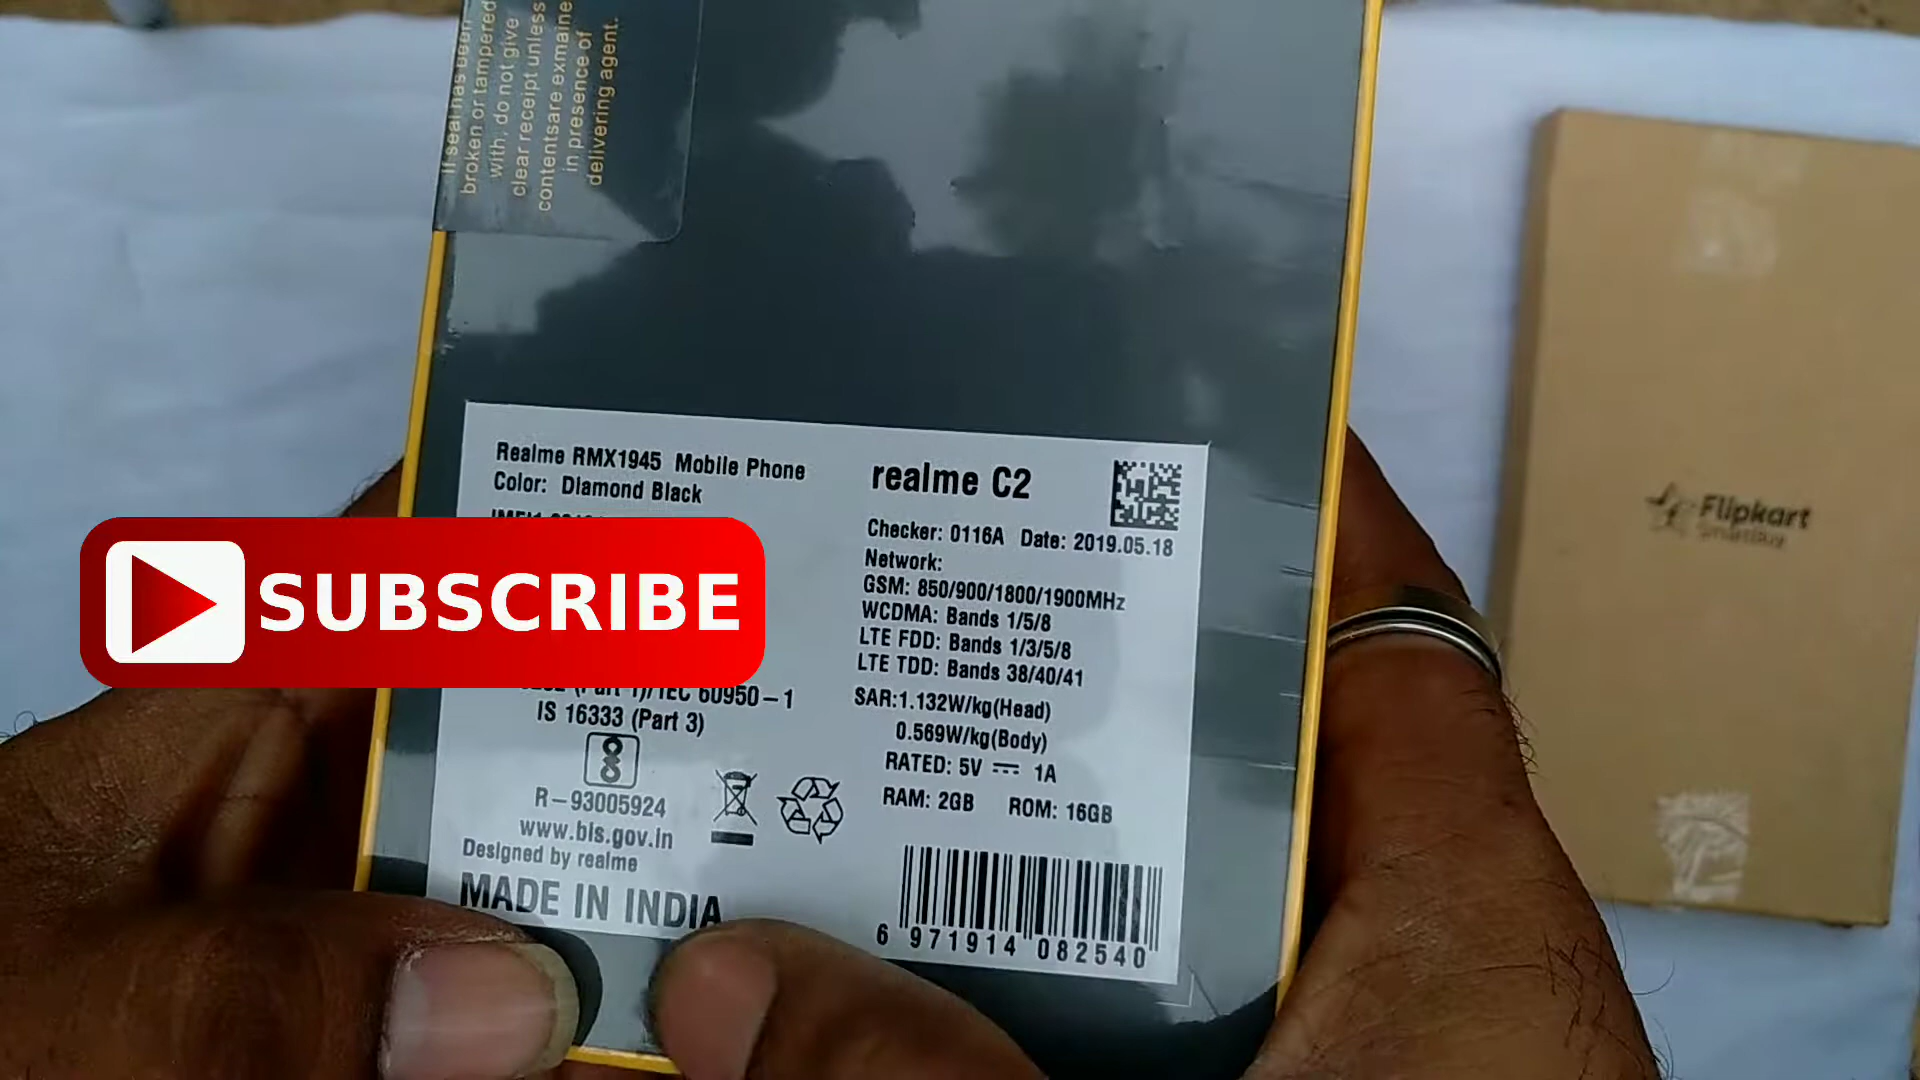 If seal has been
broken or tampered
with, do not give
clear receipt unless
contentsare exmaine
in presence of
delivering agent.
Realme RMX1945 Mobile Phone
Color: Diamond Black
SUBSCRIBE
(Part 1)/IEC 60950-1
IS 16333 (Part 3)
R-93005924
www.bis.gov.in
Designed by realme
MADE IN INDIA
realme C2
Checker: 0116A Date: 2019.05.18
Network:
GSM: 850/900/1800/1900MHz
WCDMA: Bands 1/5/8
LTE FDD: Bands 1/3/5/8
LTE TDD: Bands 38/40/41
SAR:1.132W/kg(Head)
0.569W/kg(Body)
RATED: 5V 1A
RAM: 2GB ROM: 16GB
6 971914 082540
Flipkart
SmartBuy